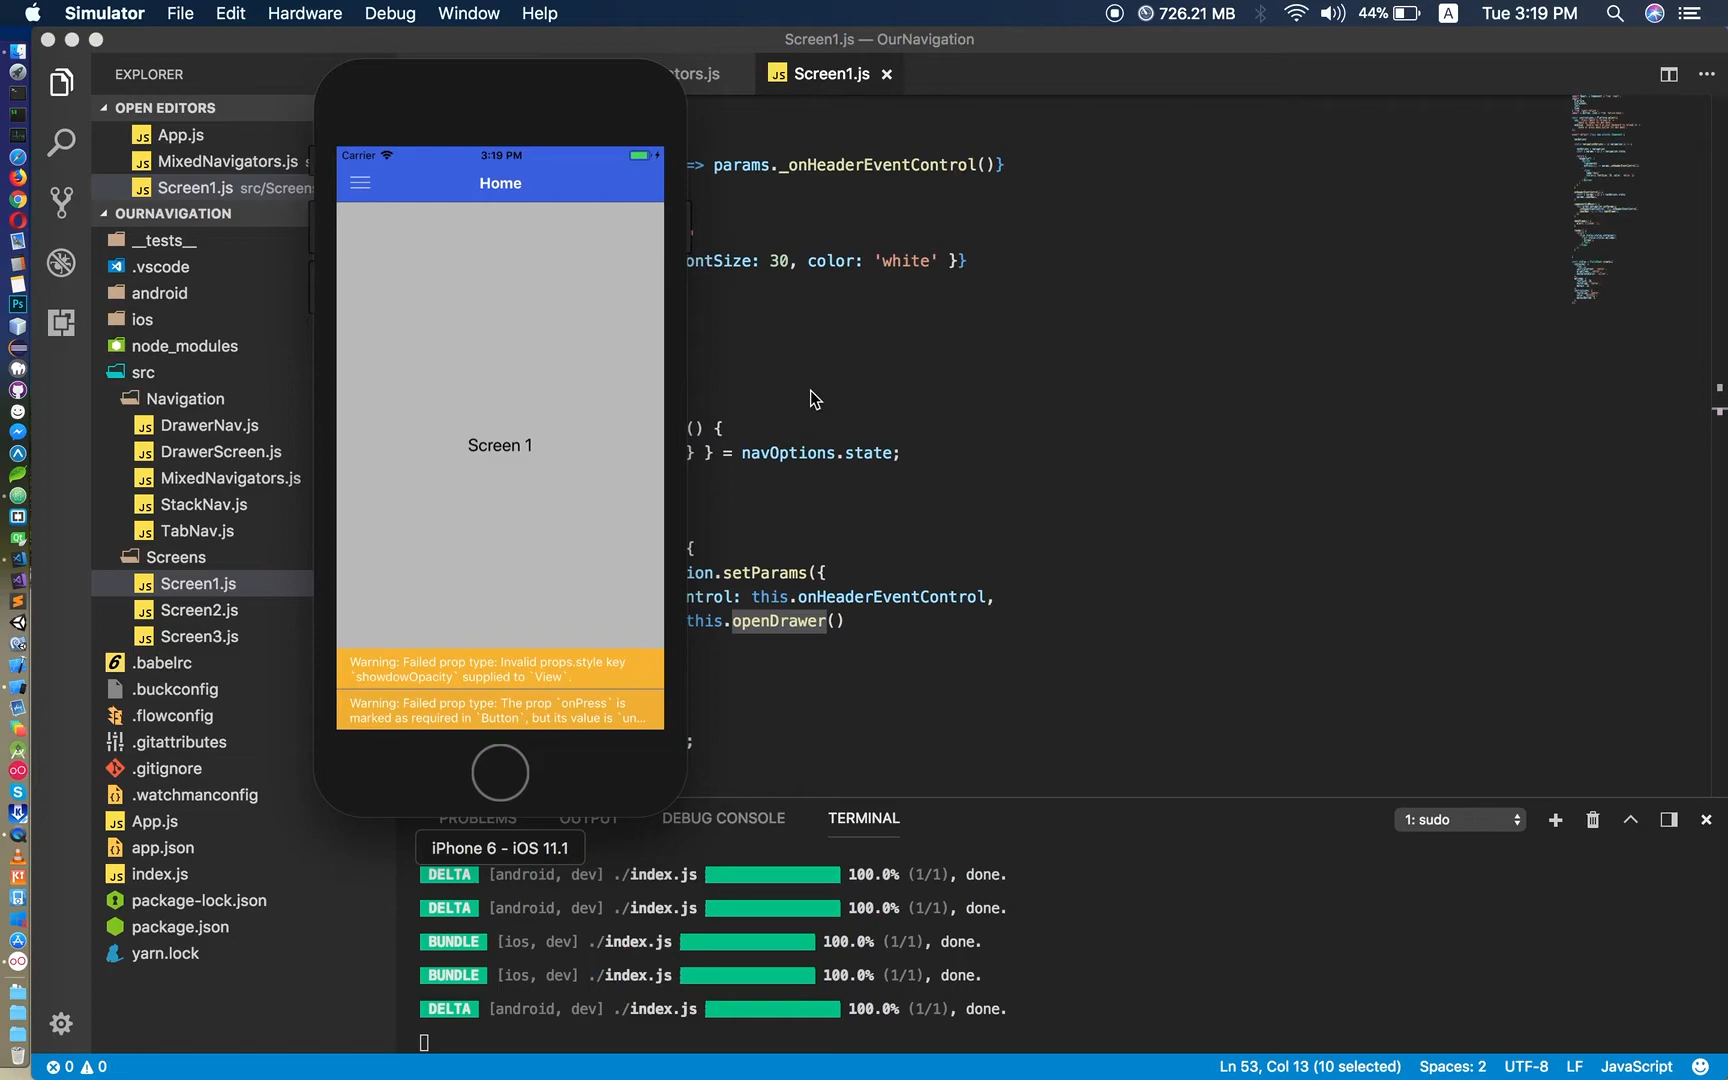 Simulator File Edit Hardware Debug Window Help 726.21 MB 44% A Tue 3:19 PM
Screen1.js — OurNavigation
EXPLORER
tors.js
Screen1.js
OPEN EDITORS
App.js
MixedNavigators.js s
Screen1.js src/Screens
OURNAVIGATION
__tests__
.vscode
android
ios
node_modules
src
Navigation
DrawerNav.js
DrawerScreen.js
MixedNavigators.js
StackNav.js
TabNav.js
Screens
Screen1.js
Screen2.js
Screen3.js
.babelrc
.buckconfig
.flowconfig
.gitattributes
.gitignore
.watchmanconfig
App.js
app.json
index.js
package-lock.json
package.json
yarn.lock
Carrier 3:19 PM
Home
Screen 1
Warning: Failed prop type: Invalid props.style key
`showdowOpacity` supplied to `View`.
Warning: Failed prop type: The prop `onPress` is
marked as required in `Button`, but its value is `un...
iPhone 6 - iOS 11.1
=> params._onHeaderEventControl()}
ontSize: 30, color: 'white' }}
() {
} } = navOptions.state;
{
ion.setParams({
ntrol: this.onHeaderEventControl,
this.openDrawer()
;
PROBLEMS OUTPUT DEBUG CONSOLE TERMINAL 1: sudo
DELTA [android, dev] ./index.js 100.0% (1/1), done.
DELTA [android, dev] ./index.js 100.0% (1/1), done.
BUNDLE [ios, dev] ./index.js 100.0% (1/1), done.
BUNDLE [ios, dev] ./index.js 100.0% (1/1), done.
DELTA [android, dev] ./index.js 100.0% (1/1), done.
0 0 Ln 53, Col 13 (10 selected) Spaces: 2 UTF-8 LF JavaScript